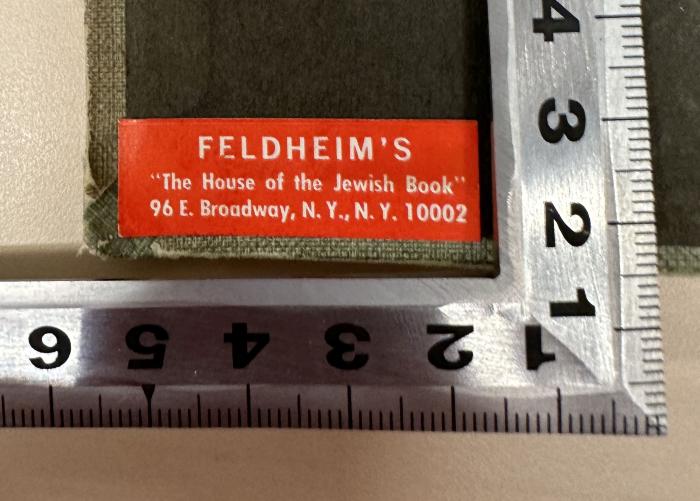 FELDHEIM'S
"The House of the Jewish Book"
96 E. Broadway, N. Y., N. Y. 10002
4
3
2
1
6 5 4 3 2 1